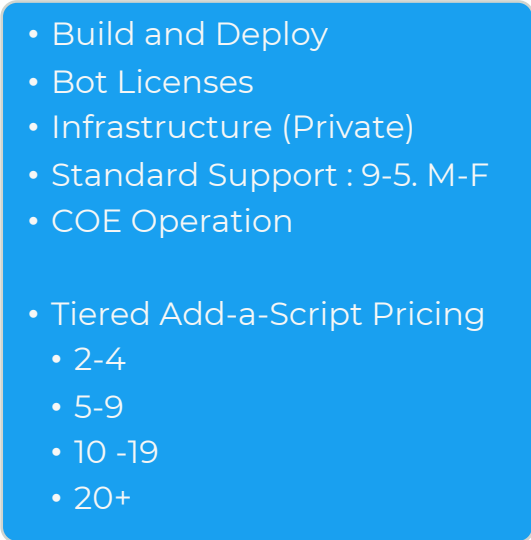 • Build and Deploy
• Bot Licenses
• Infrastructure (Private)
• Standard Support : 9-5. M-F
• COE Operation
• Tiered Add-a-Script Pricing
• 2-4
• 5-9
• 10 -19
• 20+